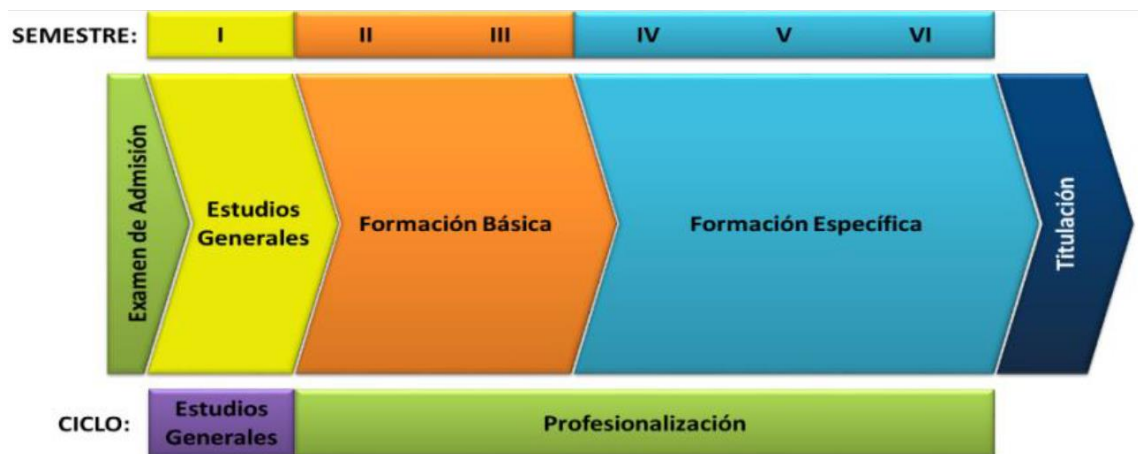 SEMESTRE: I II III IV V VI
Examen de Admisión
Estudios
Generales
Formación Básica
Formación Específica
Titulación
CICLO:
Estudios
Generales
Profesionalización